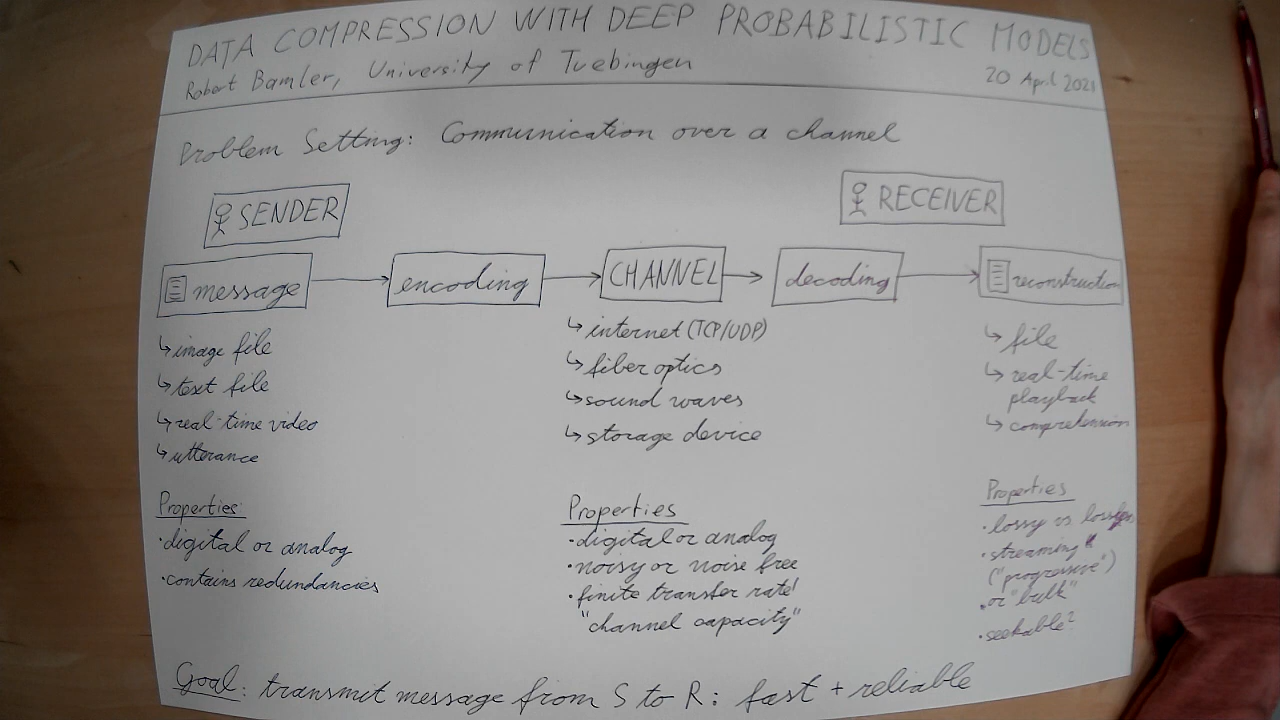 DATA COMPRESSION WITH DEEP PROBABILISTIC MODELS
Robert Bamler, University of Tuebingen
20 April 2021
Problem Setting: Communication over a channel
SENDER
RECEIVER
message
encoding
CHANNEL
decoding
reconstruction
↳ image file
↳ text file
↳ real-time video
↳ utterance
↳ internet (TCP/UDP)
↳ fiber optics
↳ sound waves
↳ storage device
↳ file
↳ real-time
playback
↳ comprehension
Properties:
• digital or analog
• contains redundancies
Properties
• digital or analog
• noisy or noise free
• finite transfer rate
"channel capacity"
Properties
• lossy vs. lossless
• streaming"
("progressive")
• or "bulk"
• seekable?
Goal: transmit message from S to R: fast + reliable